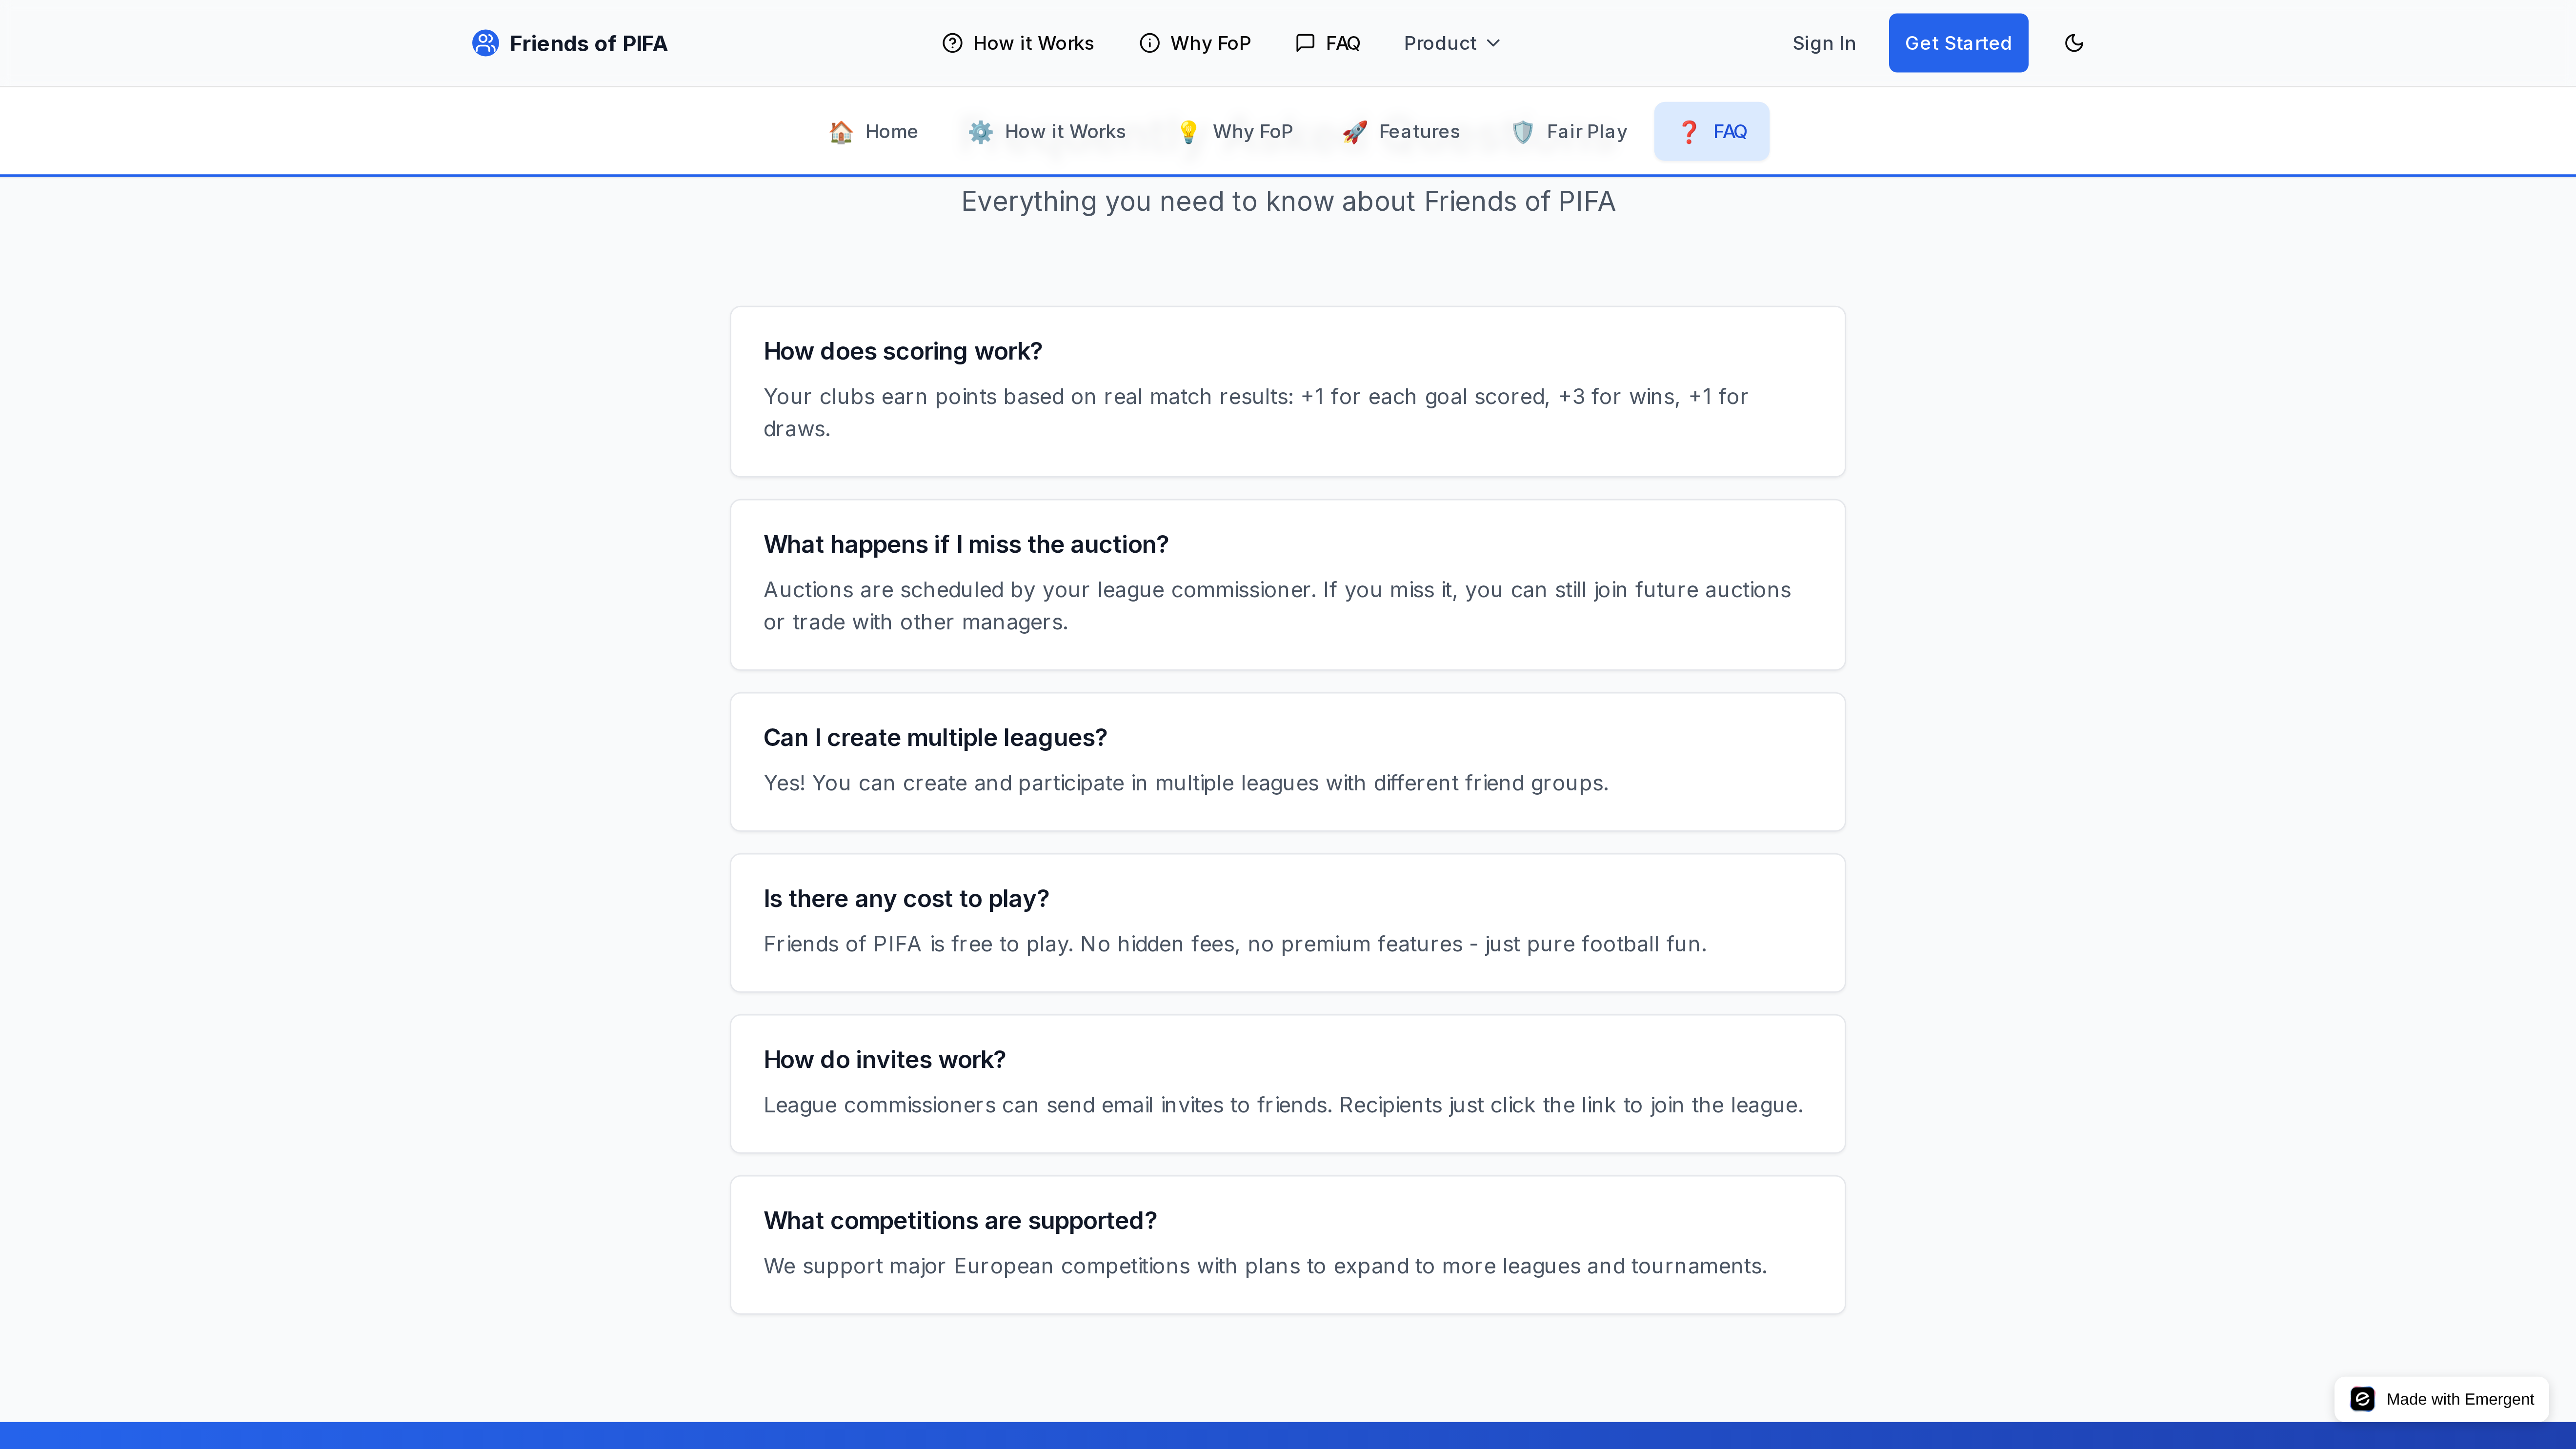 Friends of PIFA
How it Works
Why FoP
FAQ
Product
Sign In
Get Started
Home
How it Works
Why FoP
Features
Fair Play
FAQ
Everything you need to know about Friends of PIFA
How does scoring work?
Your clubs earn points based on real match results: +1 for each goal scored, +3 for wins, +1 for
draws.
What happens if I miss the auction?
Auctions are scheduled by your league commissioner. If you miss it, you can still join future auctions
or trade with other managers.
Can I create multiple leagues?
Yes! You can create and participate in multiple leagues with different friend groups.
Is there any cost to play?
Friends of PIFA is free to play. No hidden fees, no premium features - just pure football fun.
How do invites work?
League commissioners can send email invites to friends. Recipients just click the link to join the league.
What competitions are supported?
We support major European competitions with plans to expand to more leagues and tournaments.
Made with Emergent